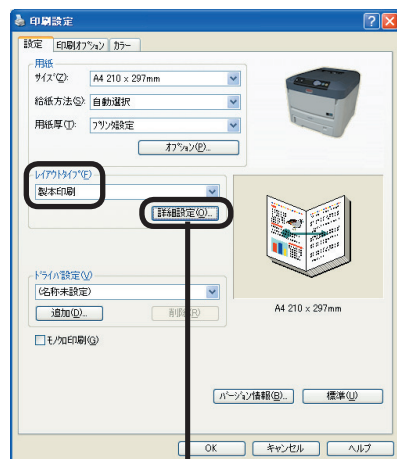 印刷設定
設定 印刷ｵﾌﾟｼｮﾝ カラー
用紙
ｻｲｽﾞ(Z): A4 210 x 297mm
給紙方法(S): 自動選択
用紙厚(T): ﾌﾟﾘﾝﾀ設定
ｵﾌﾟｼｮﾝ(P)...
ﾚｲｱｳﾄﾀｲﾌﾟ(E)
製本印刷
詳細設定(O)...
ﾄﾞﾗｲﾊﾞ設定(V)
(名称未設定)
追加(D)... 削除(R)
A4 210 x 297mm
ﾓﾉｸﾛ印刷(G)
ﾊﾞｰｼﾞｮﾝ情報(B)... 標準(U)
OK キャンセル ヘルプ